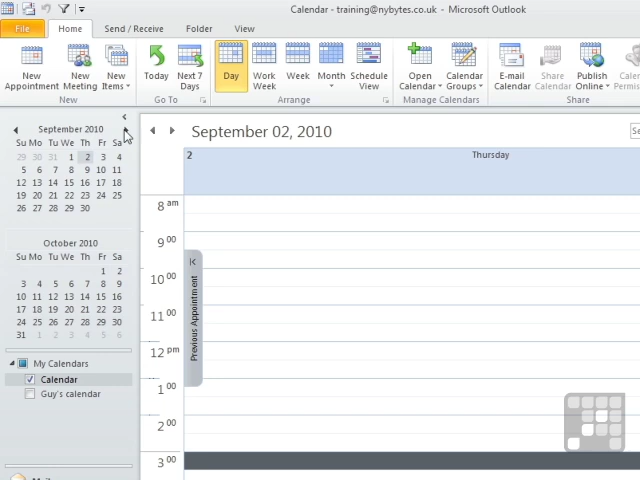 Calendar - training@nybytes.co.uk - Microsoft Outlook
File Home Send / Receive Folder View
New Appointment New Meeting New Items Today Next 7 Days Day Work Week Week Month Schedule View Open Calendar Calendar Groups E-mail Calendar Share Calendar Publish Online Calen Permis
New Go To Arrange Manage Calendars Share
September 2010
Su Mo Tu We Th Fr Sa
29 30 31 1 2 3 4
5 6 7 8 9 10 11
12 13 14 15 16 17 18
19 20 21 22 23 24 25
26 27 28 29 30
October 2010
Su Mo Tu We Th Fr Sa
1 2
3 4 5 6 7 8 9
10 11 12 13 14 15 16
17 18 19 20 21 22 23
24 25 26 27 28 29 30
31 1 2 3 4 5 6
My Calendars
Calendar
Guy's calendar
September 02, 2010
Se
2 Thursday
8 am
9 00
10 00
11 00
12 pm
1 00
2 00
3 00
Previous Appointment